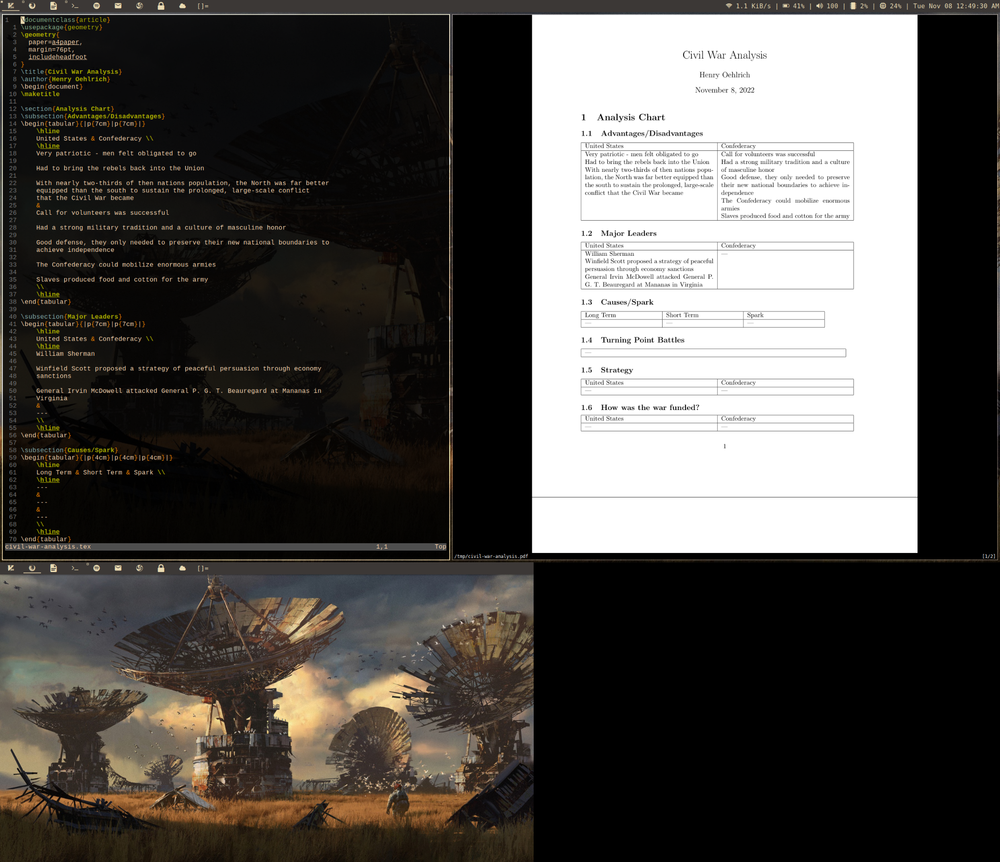 []=
1.1 KiB/s | 41% | 100 | 2% | 24% | Tue Nov 08 12:49:30 AM
1 \documentclass{article}
1 \usepackage{geometry}
2 \geometry{
3 paper=a4paper,
4 margin=76pt,
5 includeheadfoot
6 }
7 \title{Civil War Analysis}
8 \author{Henry Oehlrich}
9 \begin{document}
10 \maketitle
11
12 \section{Analysis Chart}
13 \subsection{Advantages/Disadvantages}
14 \begin{tabular}{|p{7cm}|p{7cm}|}
15 \hline
16 United States & Confederacy \\
17 \hline
18 Very patriotic - men felt obligated to go
19
20 Had to bring the rebels back into the Union
21
22 With nearly two-thirds of then nations population, the North was far better
23 equipped than the south to sustain the prolonged, large-scale conflict
24 that the Civil War became
25 &
26 Call for volunteers was successful
27
28 Had a strong military tradition and a culture of masculine honor
29
30 Good defense, they only needed to preserve their new national boundaries to
31 achieve independence
32
33 The Confederacy could mobilize enormous armies
34
35 Slaves produced food and cotton for the army
36 \\
37 \hline
38 \end{tabular}
39
40 \subsection{Major Leaders}
41 \begin{tabular}{|p{7cm}|p{7cm}|}
42 \hline
43 United States & Confederacy \\
44 \hline
45 William Sherman
46
47 Winfield Scott proposed a strategy of peaceful persuasion through economy
48 sanctions
49
50 General Irvin McDowell attacked General P. G. T. Beauregard at Mananas in
51 Virginia
52 &
53 ---
54 \\
55 \hline
56 \end{tabular}
57
58 \subsection{Causes/Spark}
59 \begin{tabular}{|p{4cm}|p{4cm}|p{4cm}|}
60 \hline
61 Long Term & Short Term & Spark \\
62 \hline
63 ---
64 &
65 ---
66 &
67 ---
68 \\
69 \hline
70 \end{tabular}
civil-war-analysis.tex 1,1 Top
Civil War Analysis
Henry Oehlrich
November 8, 2022
1 Analysis Chart
1.1 Advantages/Disadvantages
United States
Very patriotic - men felt obligated to go
Had to bring the rebels back into the Union
With nearly two-thirds of then nations popu-
lation, the North was far better equipped than
the south to sustain the prolonged, large-scale
conflict that the Civil War became
Confederacy
Call for volunteers was successful
Had a strong military tradition and a culture
of masculine honor
Good defense, they only needed to preserve
their new national boundaries to achieve in-
dependence
The Confederacy could mobilize enormous
armies
Slaves produced food and cotton for the army
1.2 Major Leaders
United States
William Sherman
Winfield Scott proposed a strategy of peaceful
persuasion through economy sanctions
General Irvin McDowell attacked General P.
G. T. Beauregard at Mananas in Virginia
Confederacy
—
1.3 Causes/Spark
Long Term Short Term Spark
— — —
1.4 Turning Point Battles
—
1.5 Strategy
United States Confederacy
— —
1.6 How was the war funded?
United States Confederacy
— —
1
/tmp/civil-war-analysis.pdf [1/2]
[]=